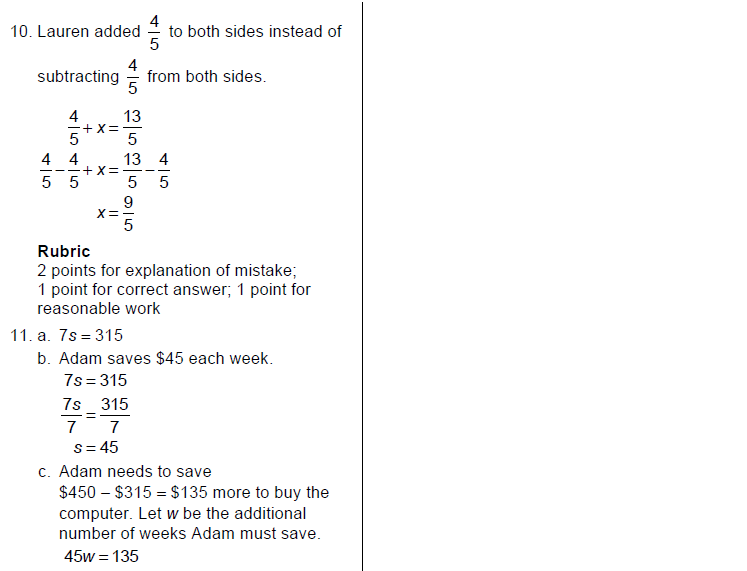 10. Lauren added 4/5 to both sides instead of
subtracting 4/5 from both sides.
4/5 + x = 13/5
4/5 − 4/5 + x = 13/5 − 4/5
x = 9/5
Rubric
2 points for explanation of mistake;
1 point for correct answer; 1 point for
reasonable work
11. a. 7s = 315
b. Adam saves $45 each week.
7s = 315
7s/7 = 315/7
s = 45
c. Adam needs to save
$450 – $315 = $135 more to buy the
computer. Let w be the additional
number of weeks Adam must save.
45w = 135